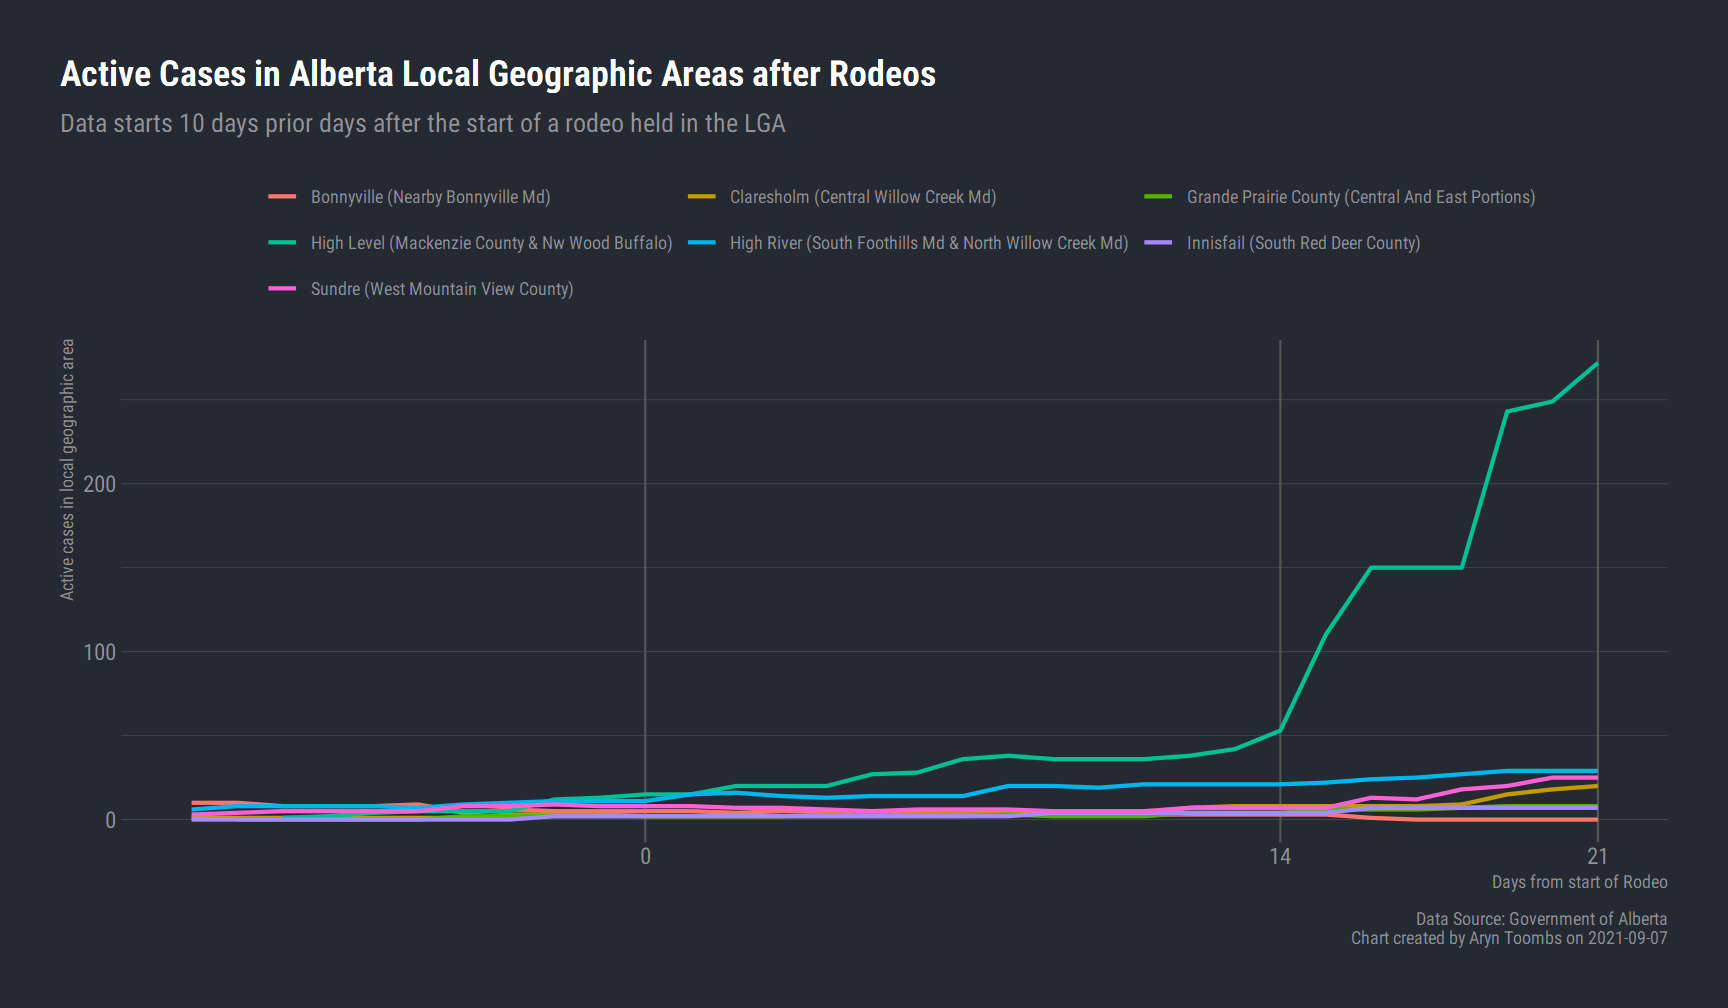 Active Cases in Alberta Local Geographic Areas after Rodeos
Data starts 10 days prior days after the start of a rodeo held in the LGA
Bonnyville (Nearby Bonnyville Md)
Claresholm (Central Willow Creek Md)
Grande Prairie County (Central And East Portions)
High Level (Mackenzie County & Nw Wood Buffalo)
High River (South Foothills Md & North Willow Creek Md)
Innisfail (South Red Deer County)
Sundre (West Mountain View County)
Active cases in local geographic area
200
100
0
0
14
21
Days from start of Rodeo
Data Source: Government of Alberta
Chart created by Aryn Toombs on 2021-09-07